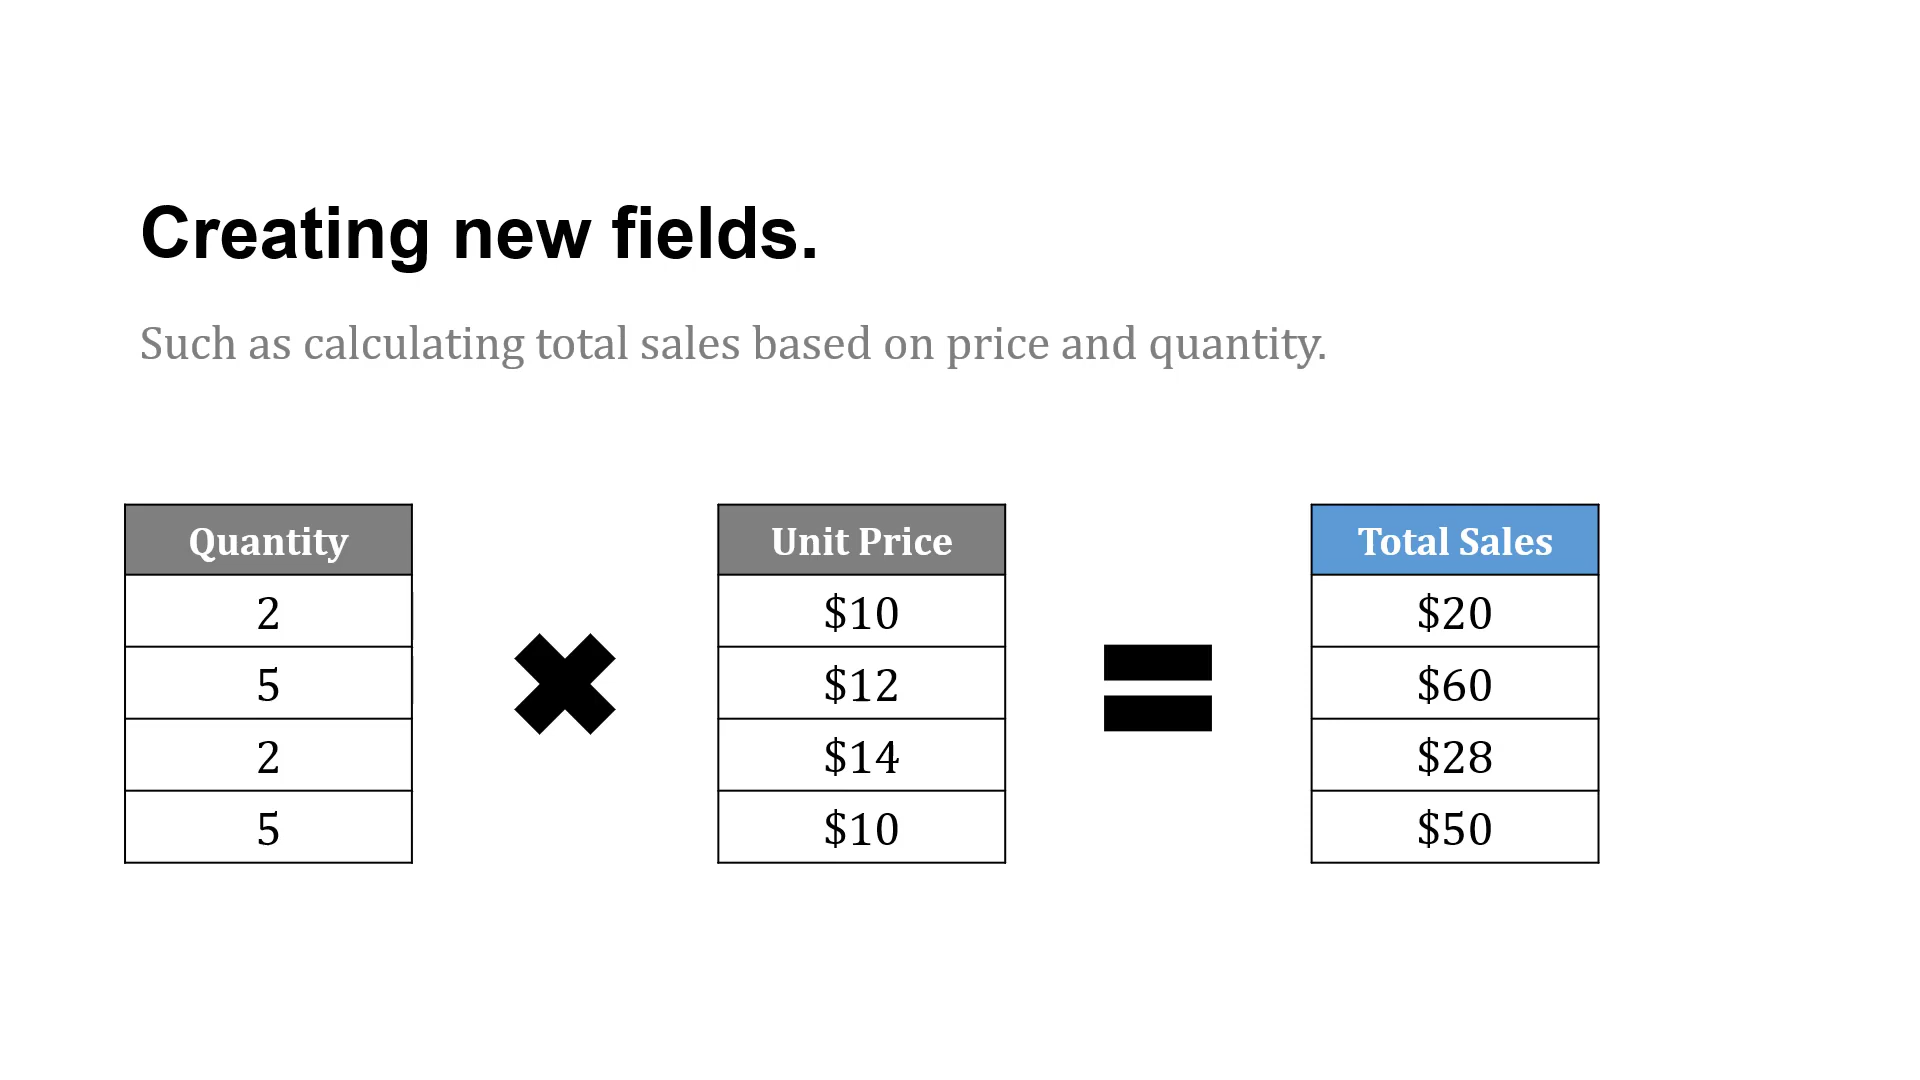 Creating new fields.
Such as calculating total sales based on price and quantity.
Quantity Unit Price Total Sales
2 $10 $20
5 $12 $60
2 $14 $28
5 $10 $50